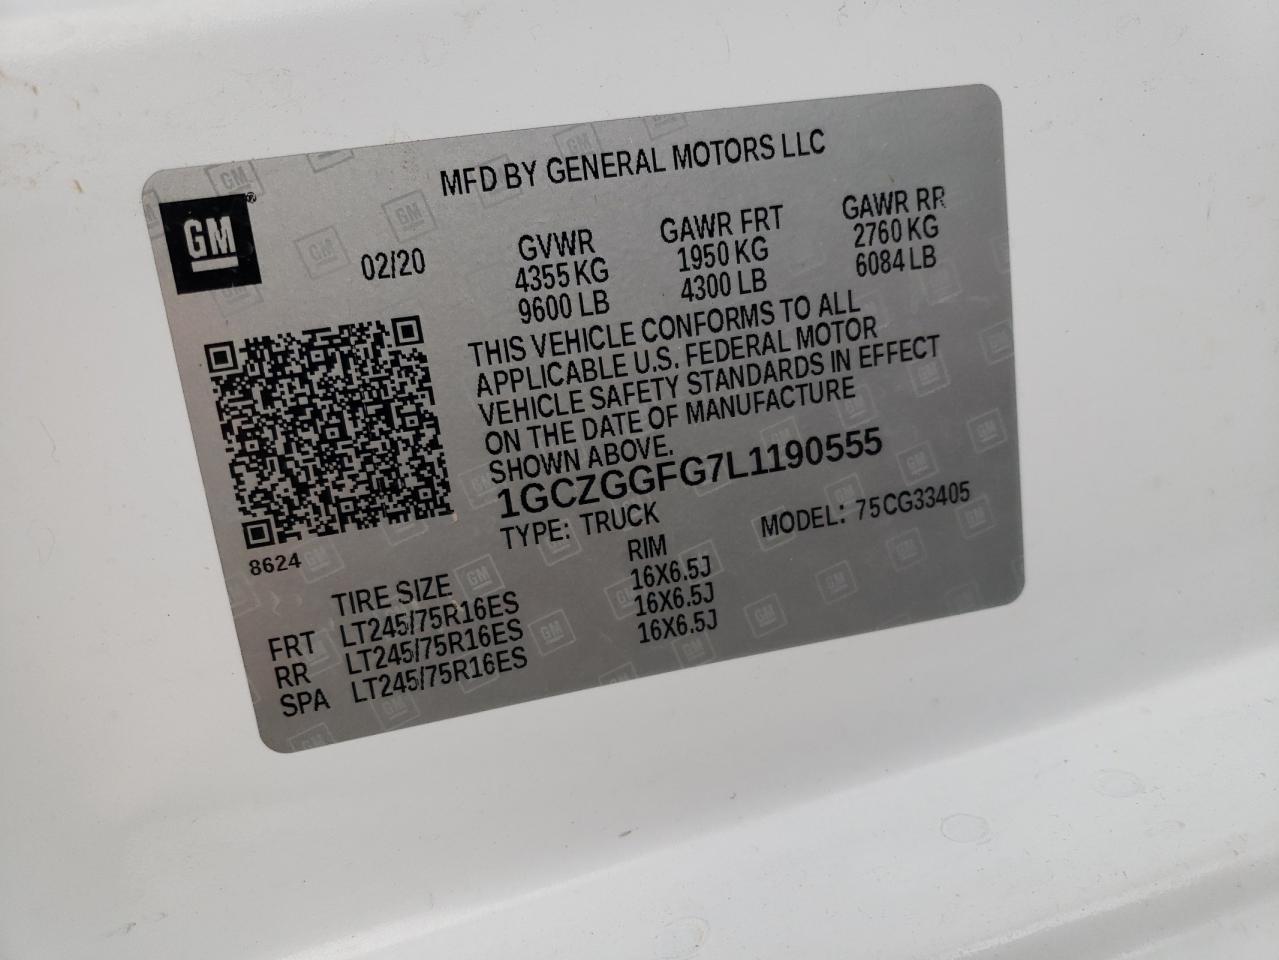 MFD BY GENERAL MOTORS LLC
GM®
02/20
GVWR GAWR FRT GAWR RR
4355 KG 1950 KG 2760 KG
9600 LB 4300 LB 6084 LB
THIS VEHICLE CONFORMS TO ALL
APPLICABLE U.S. FEDERAL MOTOR
VEHICLE SAFETY STANDARDS IN EFFECT
ON THE DATE OF MANUFACTURE
SHOWN ABOVE.
1GCZGGFG7L1190555
TYPE: TRUCK MODEL: 75CG33405
8624
TIRE SIZE RIM
FRT LT245/75R16ES 16X6.5J
RR LT245/75R16ES 16X6.5J
SPA LT245/75R16ES 16X6.5J